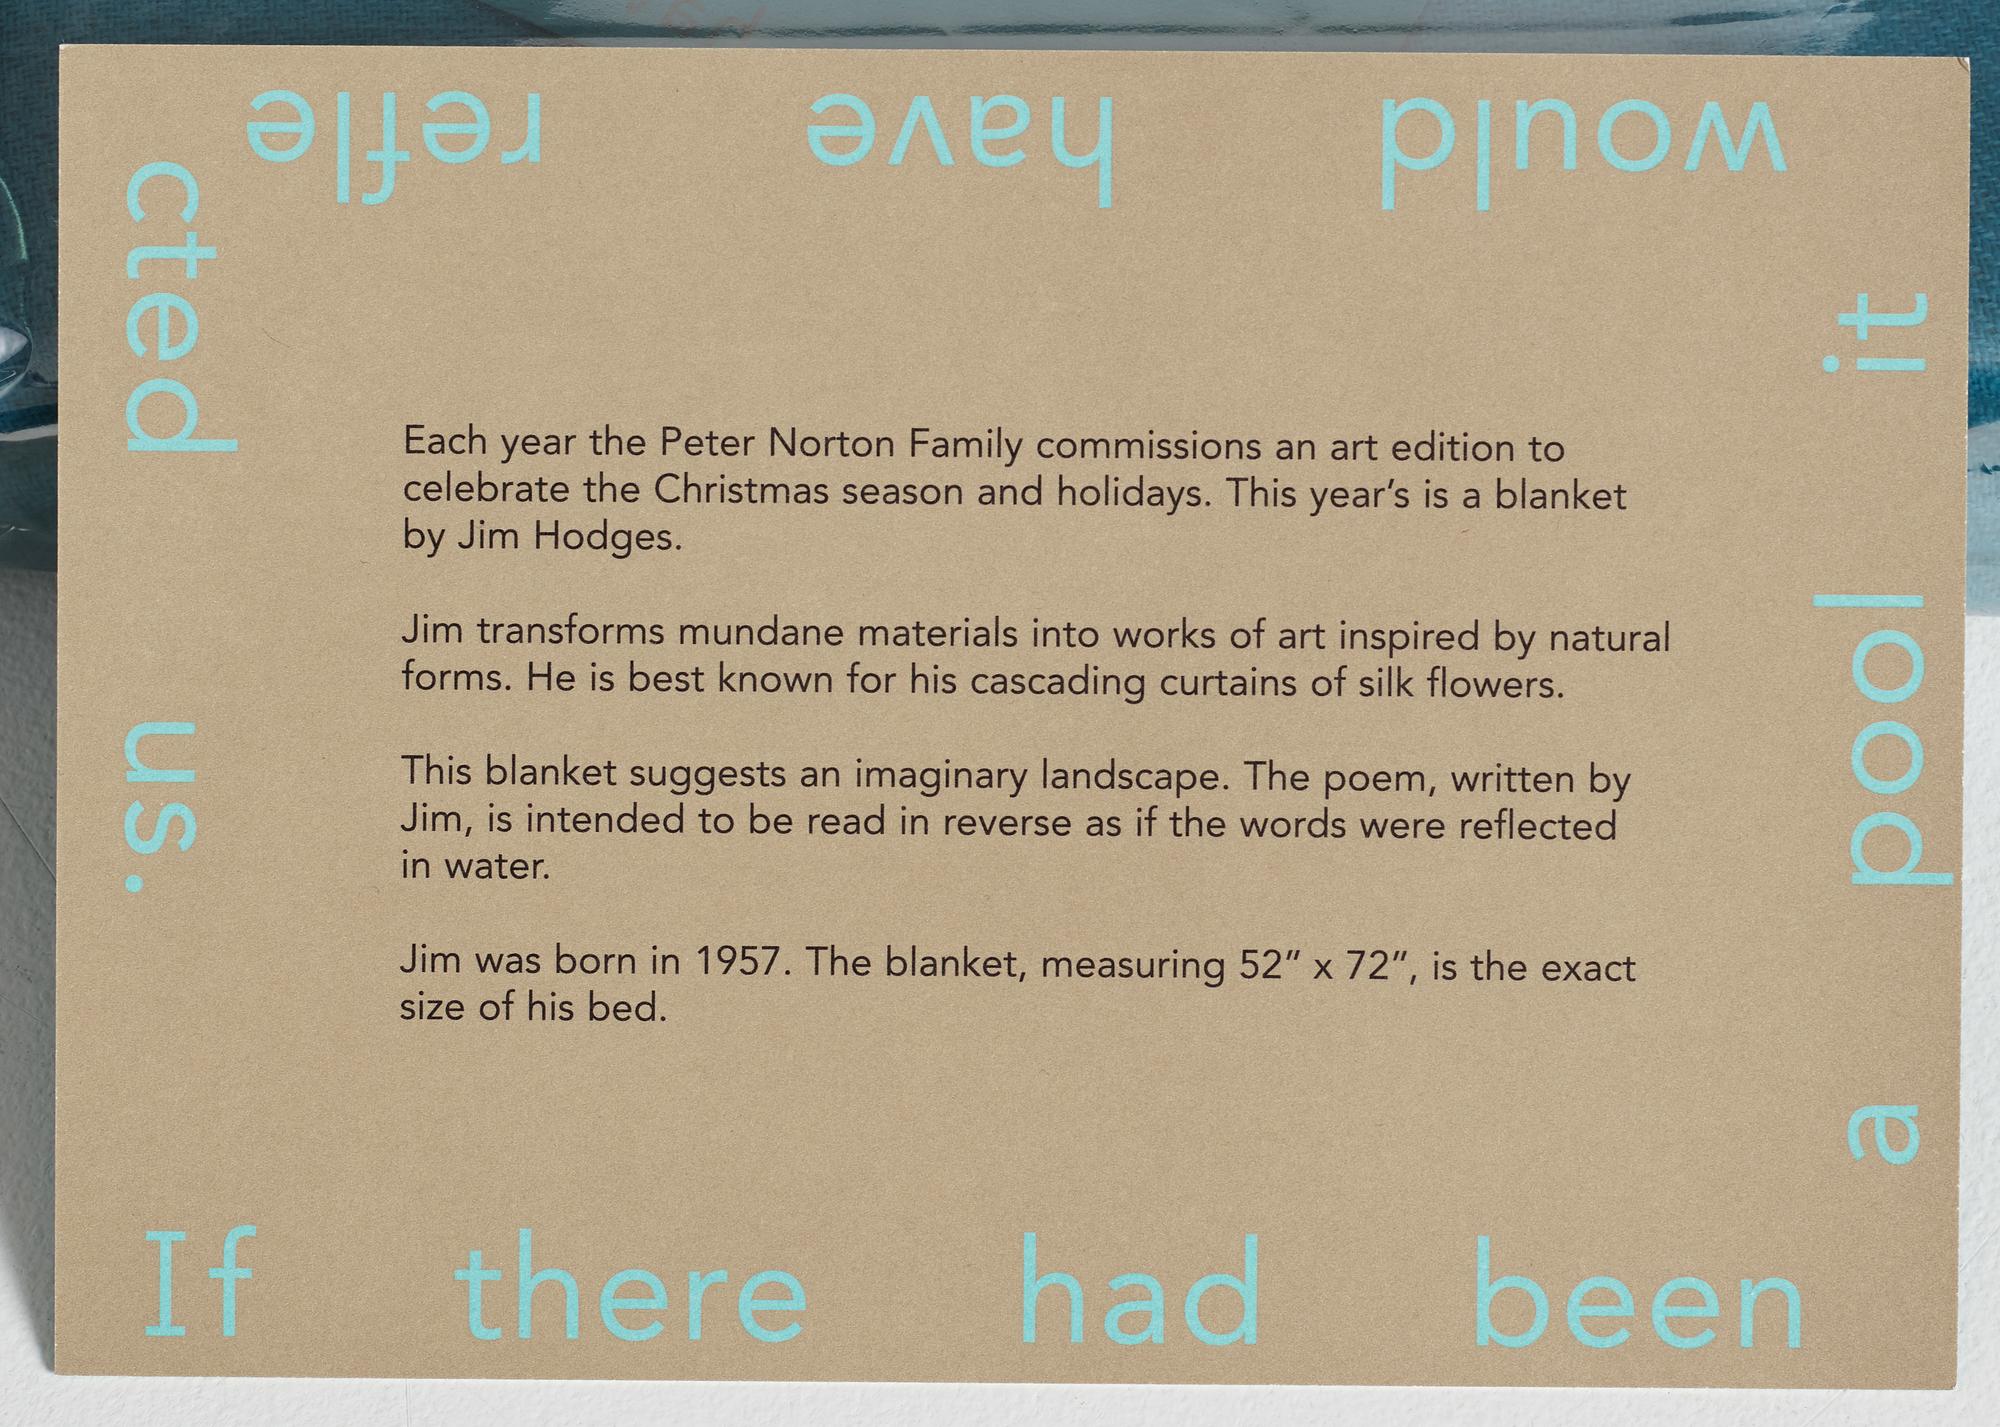 Each year the Peter Norton Family commissions an art edition to
celebrate the Christmas season and holidays. This year’s is a blanket
by Jim Hodges.
Jim transforms mundane materials into works of art inspired by natural
forms. He is best known for his cascading curtains of silk flowers.
This blanket suggests an imaginary landscape. The poem, written by
Jim, is intended to be read in reverse as if the words were reflected
in water.
Jim was born in 1957. The blanket, measuring 52” x 72”, is the exact
size of his bed.
If there had been
a pool it
would have refle
cted us.